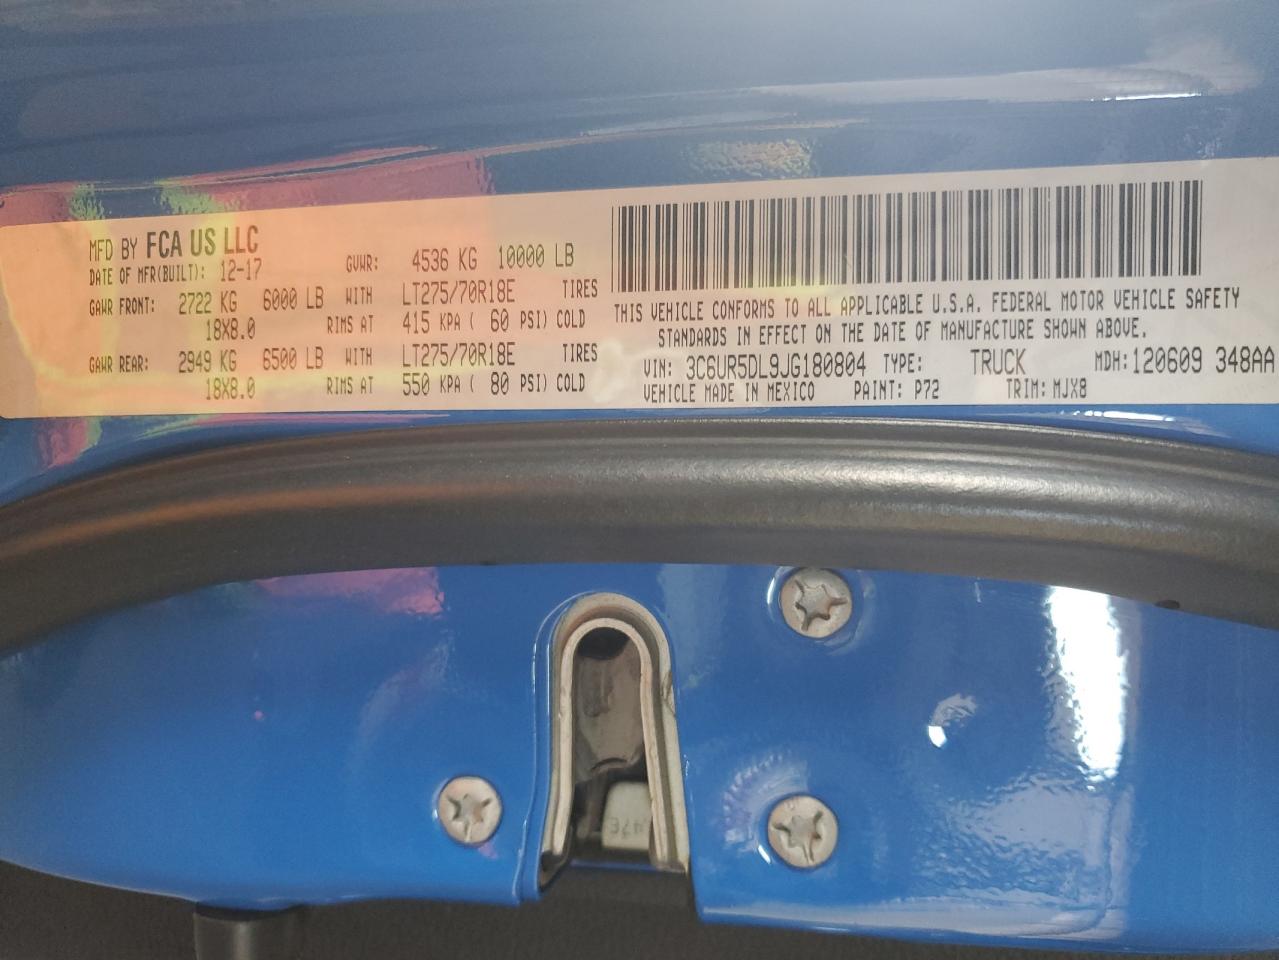 MFD BY FCA US LLC
DATE OF MFR(BUILT): 12-17 GVWR: 4536 KG 10000 LB
GAWR FRONT: 2722 KG 6000 LB WITH LT275/70R18E TIRES
18X8.0 RIMS AT 415 KPA ( 60 PSI) COLD
GAWR REAR: 2949 KG 6500 LB WITH LT275/70R18E TIRES
18X8.0 RIMS AT 550 KPA ( 80 PSI) COLD
THIS VEHICLE CONFORMS TO ALL APPLICABLE U.S.A. FEDERAL MOTOR VEHICLE SAFETY
STANDARDS IN EFFECT ON THE DATE OF MANUFACTURE SHOWN ABOVE.
VIN: 3C6UR5DL9JG180804 TYPE: TRUCK MDH: 120609 348AA
VEHICLE MADE IN MEXICO PAINT: P72 TRIM: MJX8